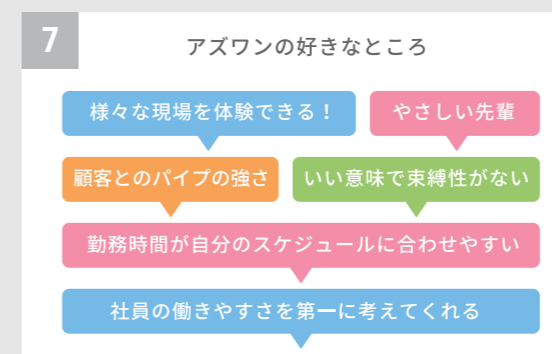 7
アズワンの好きなところ
様々な現場を体験できる！
やさしい先輩
顧客とのパイプの強さ
いい意味で束縛性がない
勤務時間が自分のスケジュールに合わせやすい
社員の働きやすさを第一に考えてくれる